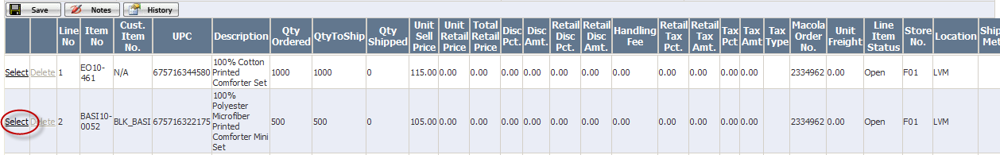 Save Notes History
Line No Item No Cust. Item No. UPC Description Qty Ordered QtyToShip Qty Shipped Unit Sell Price Unit Retail Price Total Retail Price Disc Pct. Disc Amt. Retail Disc Pct. Retail Disc Amt. Handling Fee Retail Tax Pct. Retail Tax Amt. Tax Pct Tax Amt Tax Type Macola Order No. Unit Freight Line Item Status Store No. Location Ship Met
Select Delete 1 EO10-461 N/A 675716344580 100% Cotton Printed Comforter Set 1000 1000 0 115.00 0.00 0.00 0.00 0.00 0.00 0.00 0.00 0.00 0.00 0.00 0.00 2334962 0.00 Open F01 LVM
Select Delete 2 BASI10-0052 BLK_BASI 675716322175 100% Polyester Microfiber Printed Comforter Mini Set 500 500 0 105.00 0.00 0.00 0.00 0.00 0.00 0.00 0.00 0.00 0.00 0.00 0.00 2334962 0.00 Open F01 LVM